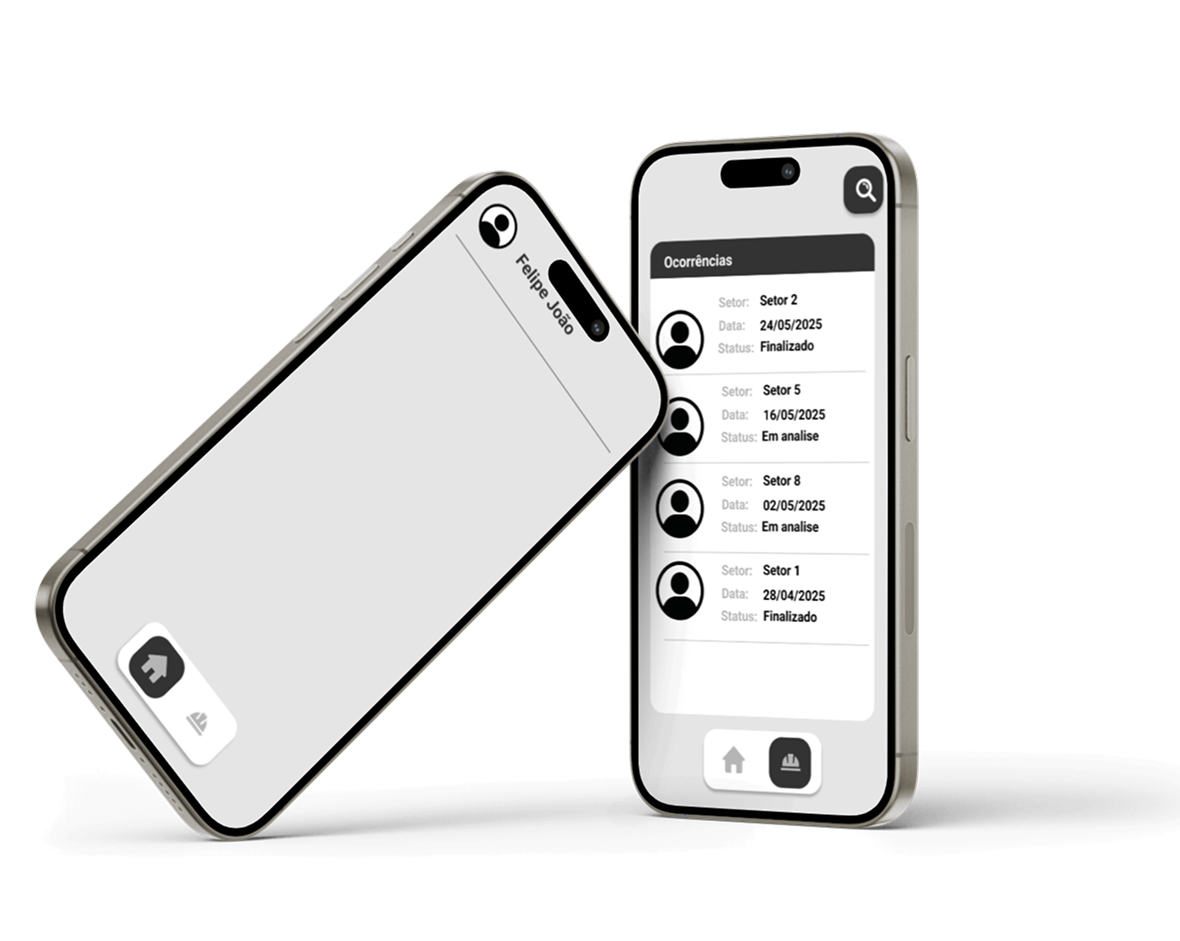 Felipe João
Ocorrências
Setor: Setor 2
Data: 24/05/2025
Status: Finalizado
Setor: Setor 5
Data: 16/05/2025
Status: Em analise
Setor: Setor 8
Data: 02/05/2025
Status: Em analise
Setor: Setor 1
Data: 28/04/2025
Status: Finalizado